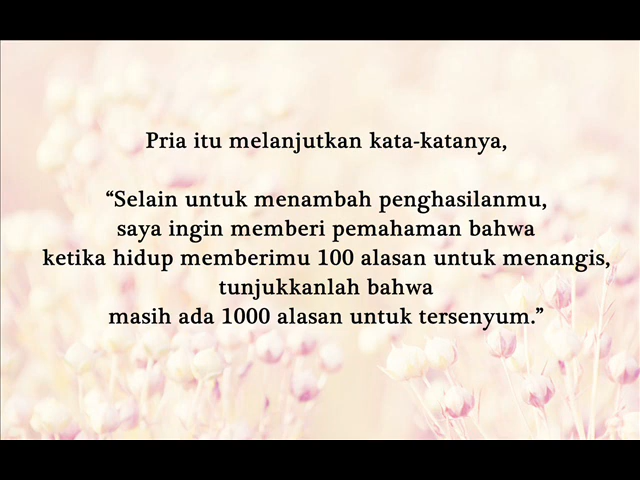 Pria itu melanjutkan kata-katanya,
“Selain untuk menambah penghasilanmu,
saya ingin memberi pemahaman bahwa
ketika hidup memberimu 100 alasan untuk menangis,
tunjukkanlah bahwa
masih ada 1000 alasan untuk tersenyum.”